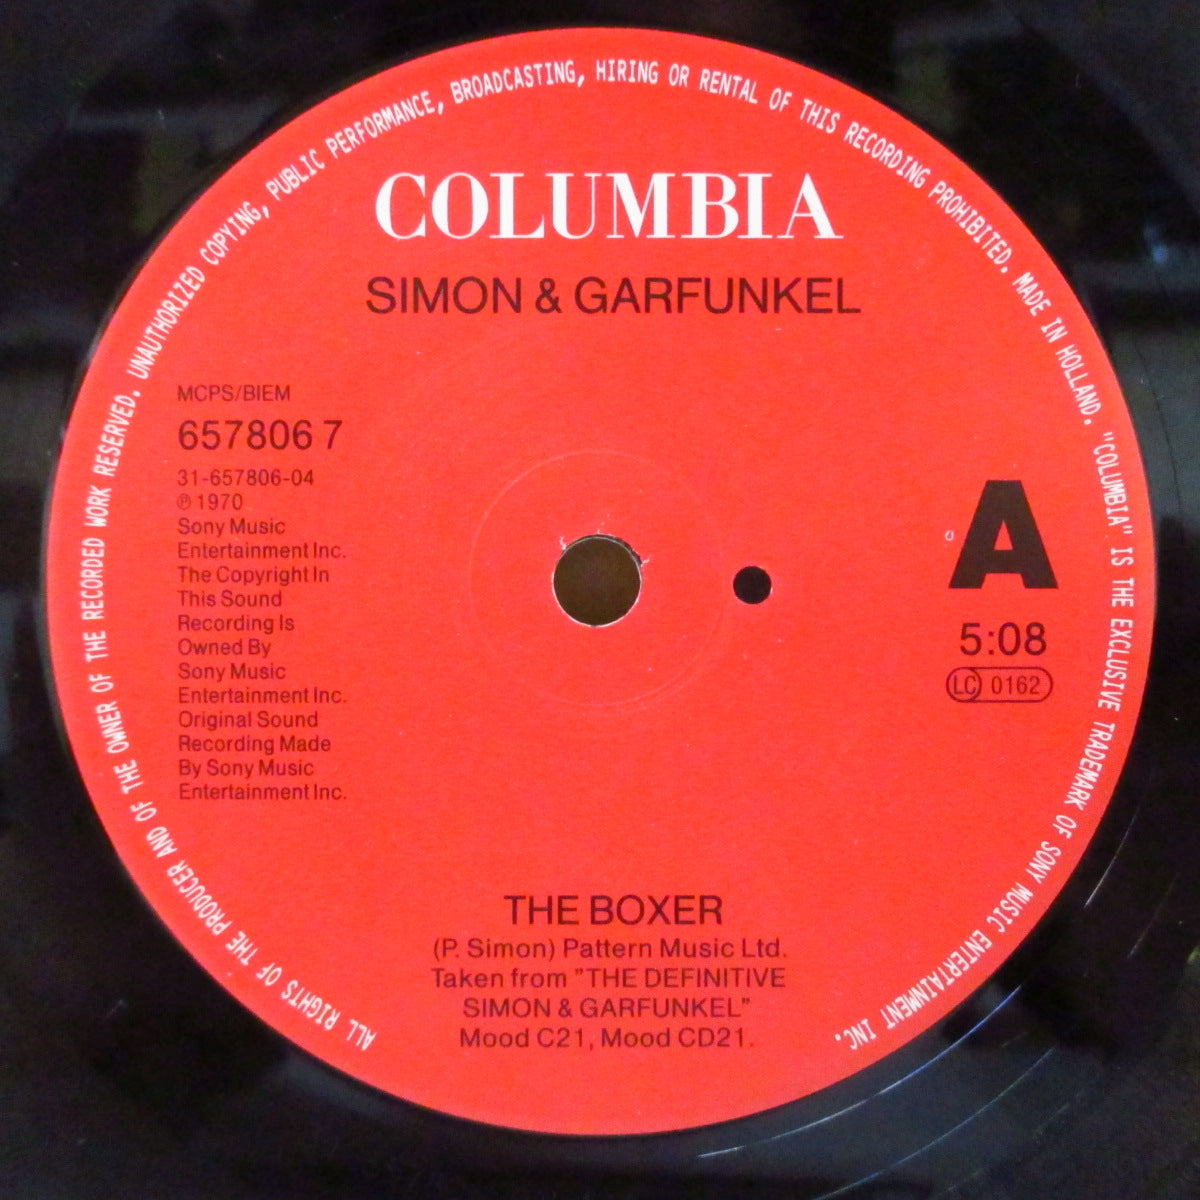 ALL RIGHTS OF THE PRODUCER AND OF THE OWNER OF THE RECORDED WORK RESERVED. UNAUTHORIZED COPYING, PUBLIC PERFORMANCE, BROADCASTING, HIRING OR RENTAL OF THIS RECORDING PROHIBITED. MADE IN HOLLAND. "COLUMBIA" IS THE EXCLUSIVE TRADEMARK OF SONY MUSIC ENTERTAINMENT INC.
COLUMBIA
SIMON & GARFUNKEL
MCPS/BIEM
657806 7
31-657806-04
℗ 1970
Sony Music
Entertainment Inc.
The Copyright In
This Sound
Recording Is
Owned By
Sony Music
Entertainment Inc.
Original Sound
Recording Made
By Sony Music
Entertainment Inc.
A
5:08
LC 0162
THE BOXER
(P. Simon) Pattern Music Ltd.
Taken from "THE DEFINITIVE
SIMON & GARFUNKEL"
Mood C21, Mood CD21.